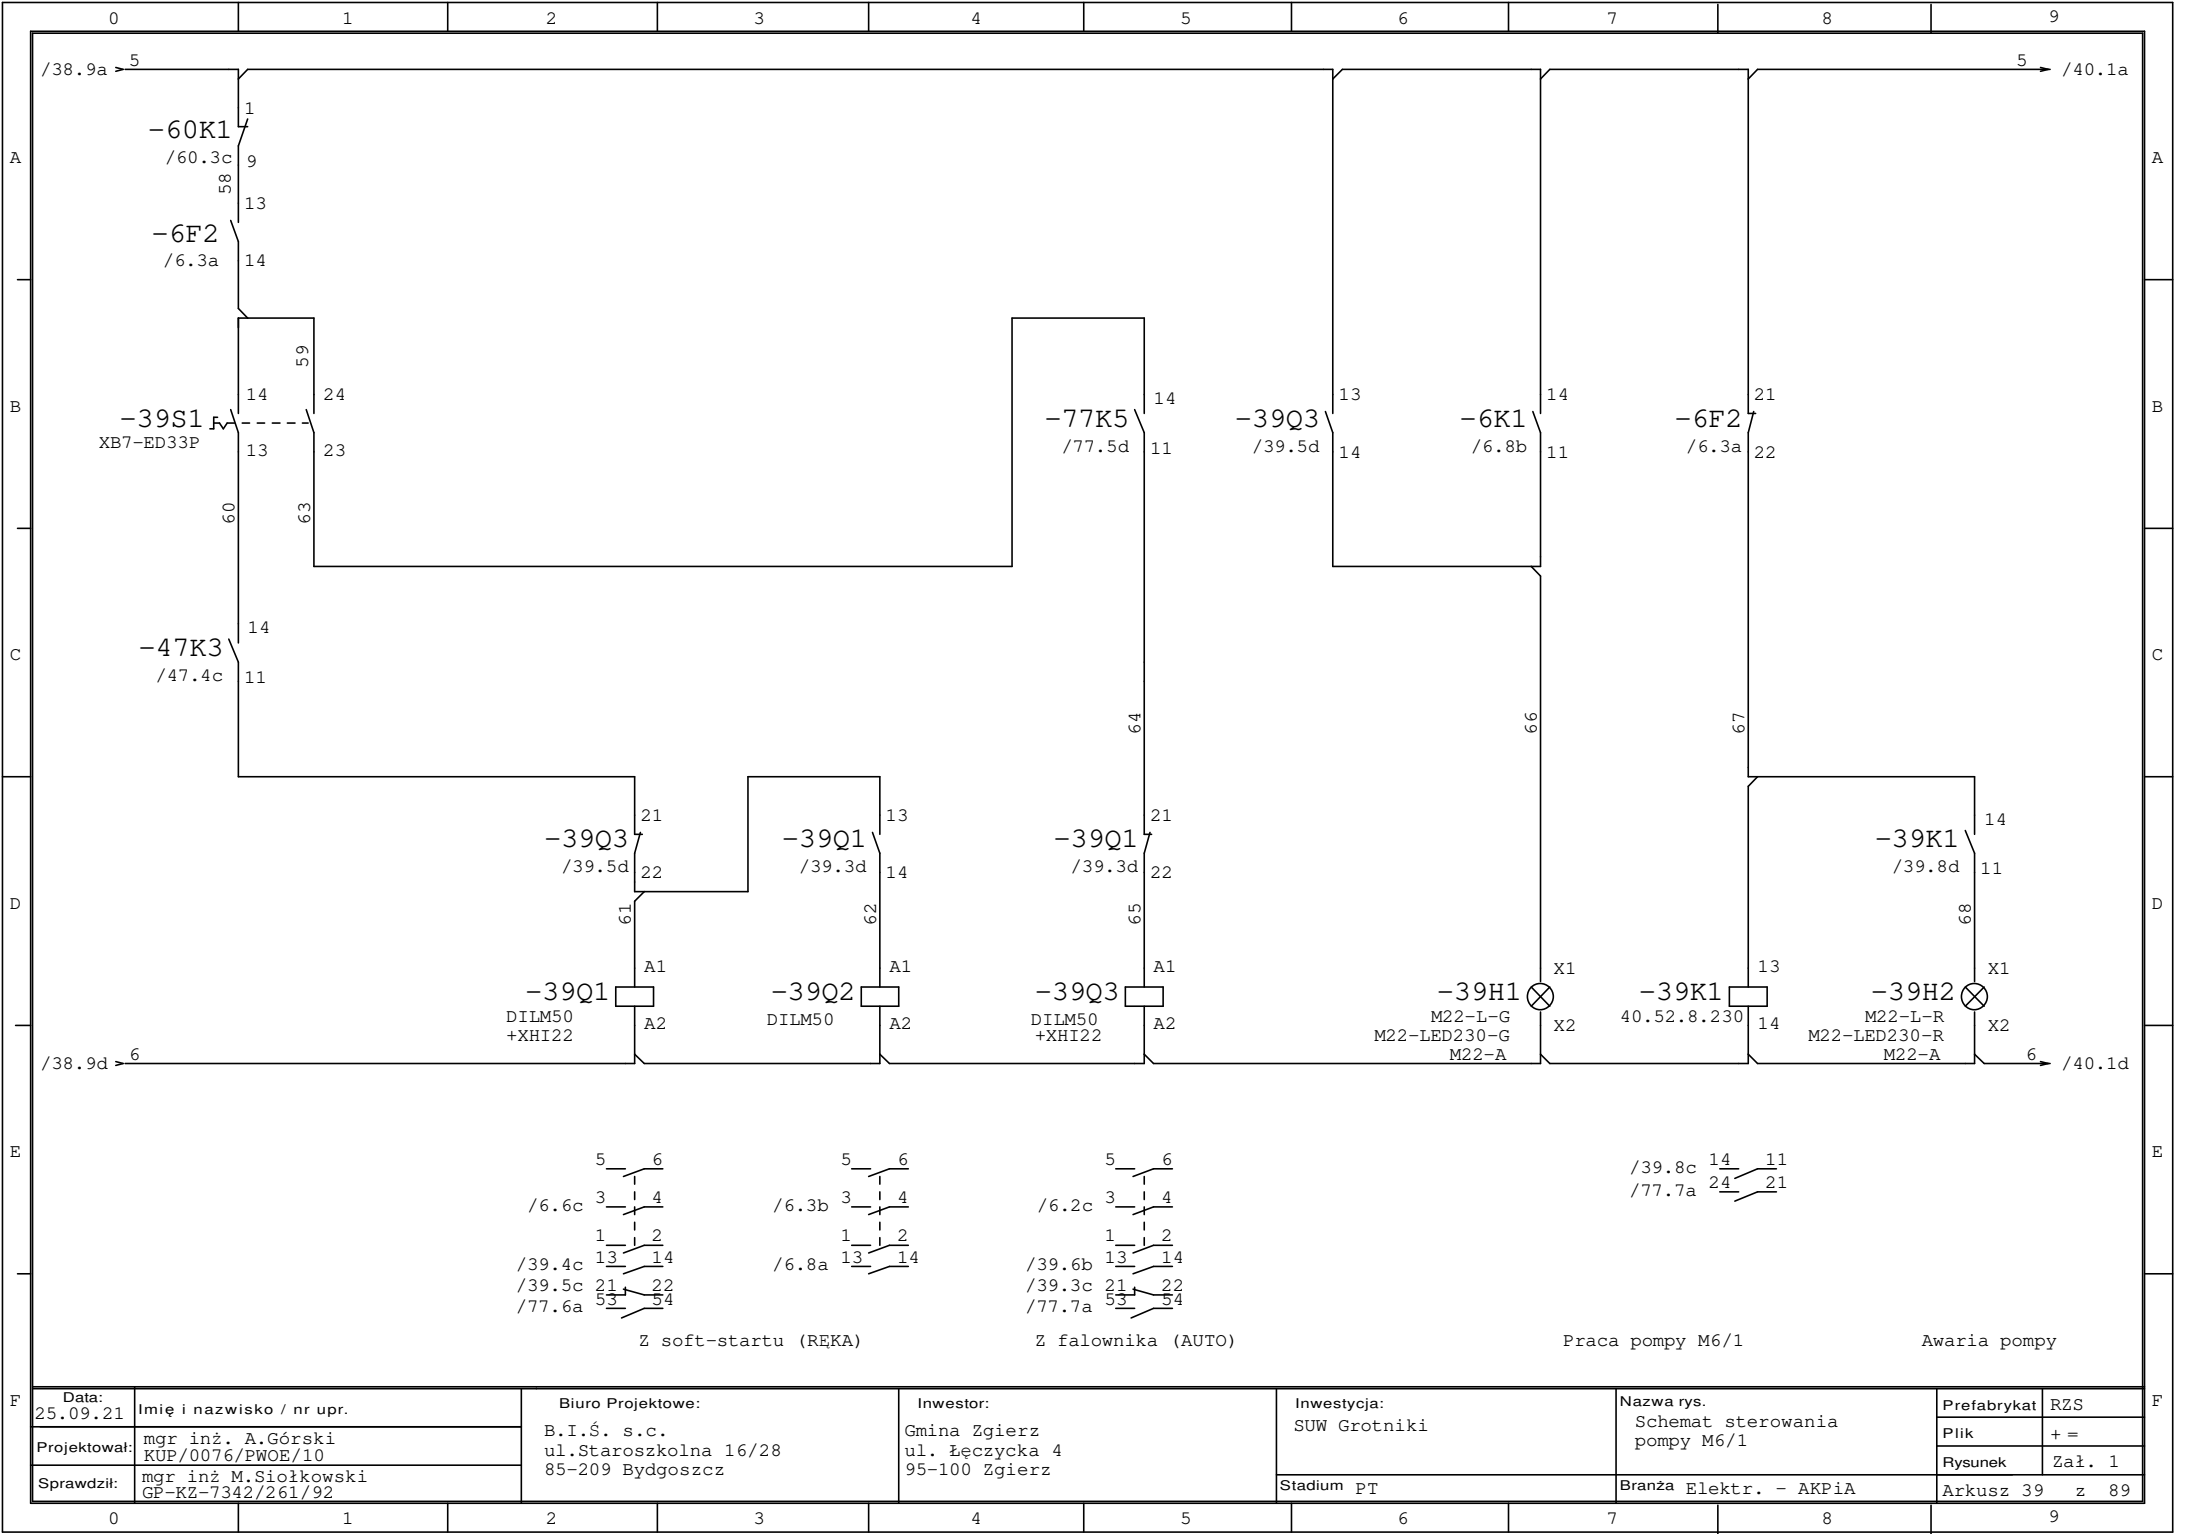 0 1 2 3 4 5 6 7 8 9
/38.9a 5
5 /40.1a
1
-60K1
/60.3c 9
A A
58
13
-6F2
/6.3a 14
59
14 24 14 13 14 21
B B
-39S1 -77K5 -39Q3 -6K1 -6F2
XB7-ED33P /77.5d /39.5d /6.8b /6.3a
13 23 11 14 11 22
60 63
14
-47K3
C C
/47.4c 11
64 66 67
21 13 21 14
-39Q3 -39Q1 -39Q1 -39K1
/39.5d /39.3d /39.3d /39.8d
22 14 22 11
D D
61 62 65 68
A1 A1 A1 X1 13 X1
-39Q1 -39Q2 -39Q3 -39H1 -39K1 -39H2
DILM50 DILM50 DILM50 M22-L-G 40.52.8.230 M22-L-R
+XHI22 +XHI22 M22-LED230-G M22-LED230-R
M22-A M22-A
A2 A2 A2 X2 14 X2
/38.9d 6
6 /40.1d
E E
5 6 5 6 5 6 /39.8c 14 11
/6.6c 3 4 /6.3b 3 4 /6.2c 3 4 /77.7a 24 21
1 2 1 2 1 2
/39.4c 13 14 /6.8a 13 14 /39.6b 13 14
/39.5c 21 22 /39.3c 21 22
/77.6a 53 54 /77.7a 53 54
Z soft-startu (RĘKA) Z falownika (AUTO) Praca pompy M6/1 Awaria pompy
F F
Data:
25.09.21
Imię i nazwisko / nr upr.
Projektował:
mgr inż. A.Górski
KUP/0076/PWOE/10
Sprawdził:
mgr inż M.Siołkowski
GP-KZ-7342/261/92
Biuro Projektowe:
B.I.Ś. s.c.
ul.Staroszkolna 16/28
85-209 Bydgoszcz
Inwestor:
Gmina Zgierz
ul. Łęczycka 4
95-100 Zgierz
Inwestycja:
SUW Grotniki
Stadium PT
Nazwa rys.
Schemat sterowania
pompy M6/1
Branża Elektr. - AKPiA
Prefabrykat RZS
Plik + =
Rysunek Zał. 1
Arkusz 39 z 89
0 1 2 3 4 5 6 7 8 9